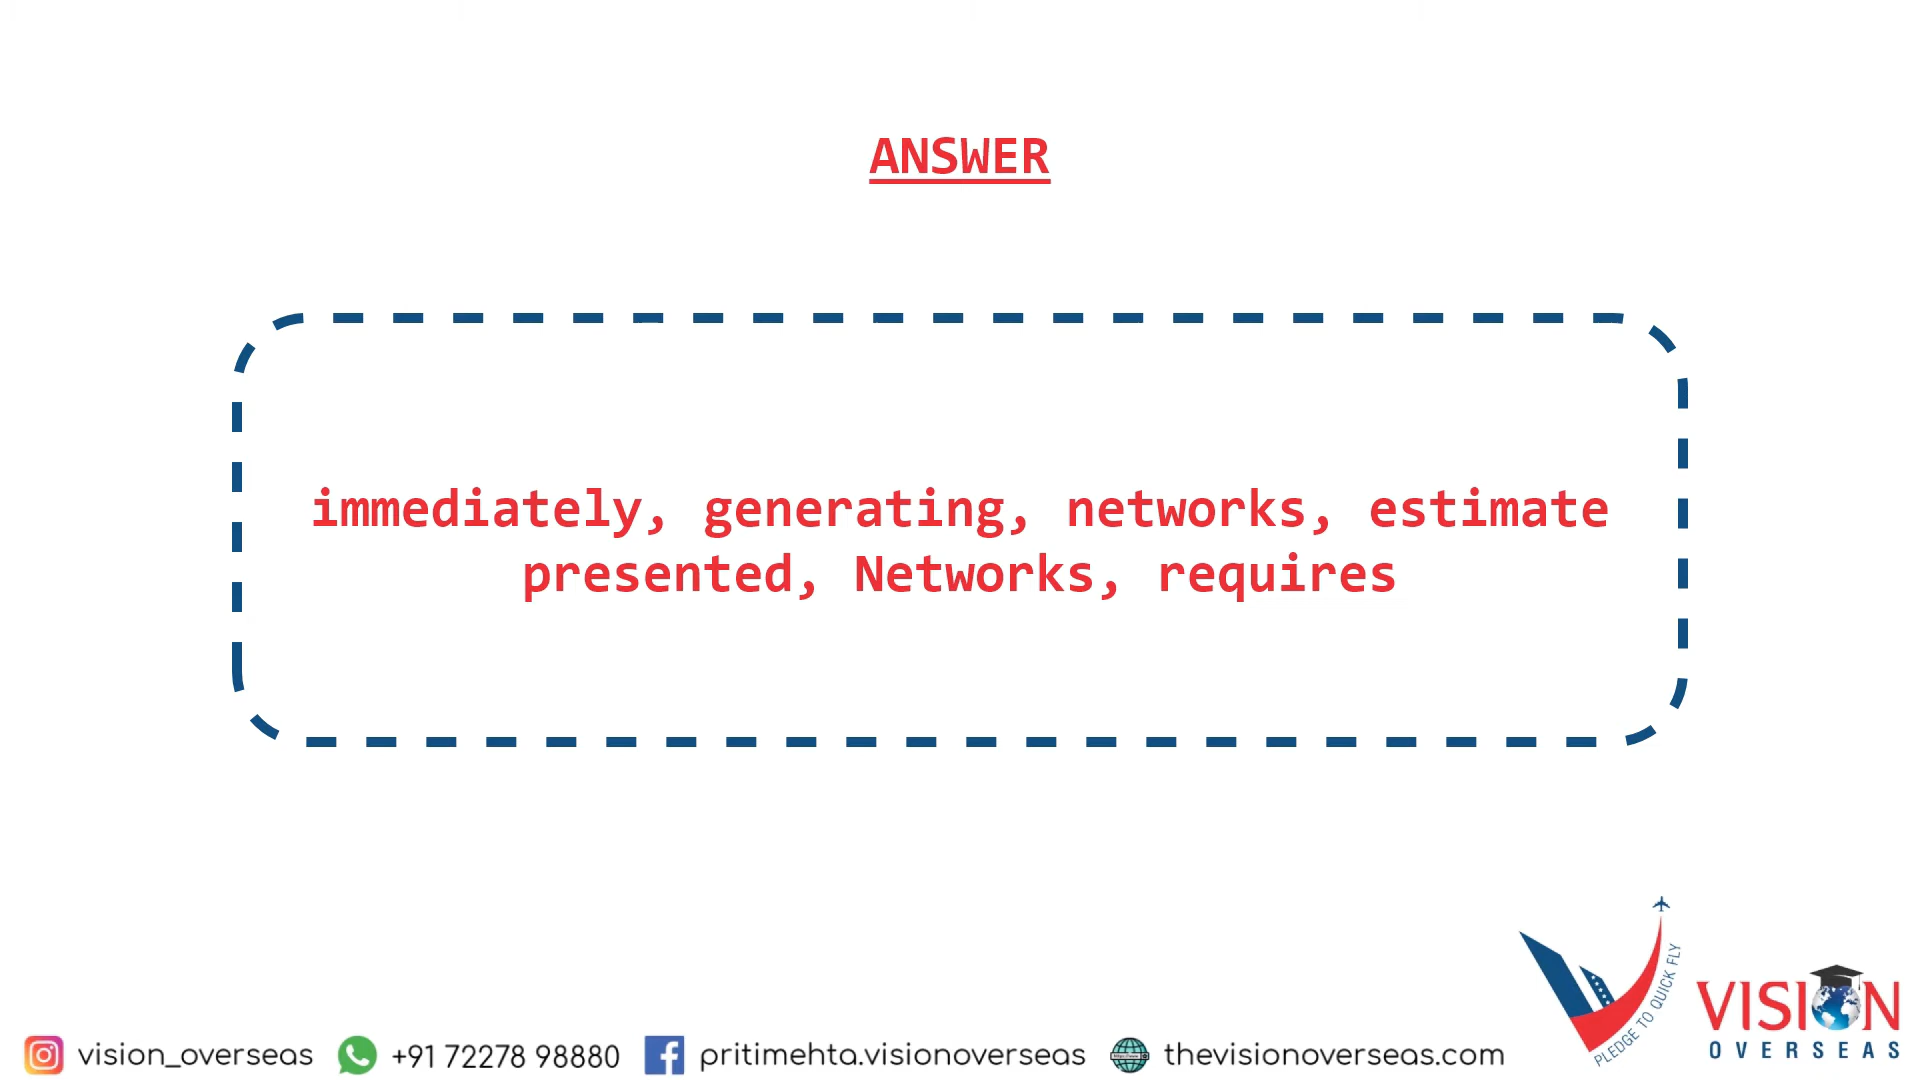 ANSWER
immediately, generating, networks, estimate
presented, Networks, requires
PLEDGE TO QUICK FLY
VISION
OVERSEAS
vision_overseas +91 72278 98880 pritimehta.visionoverseas thevisionoverseas.com